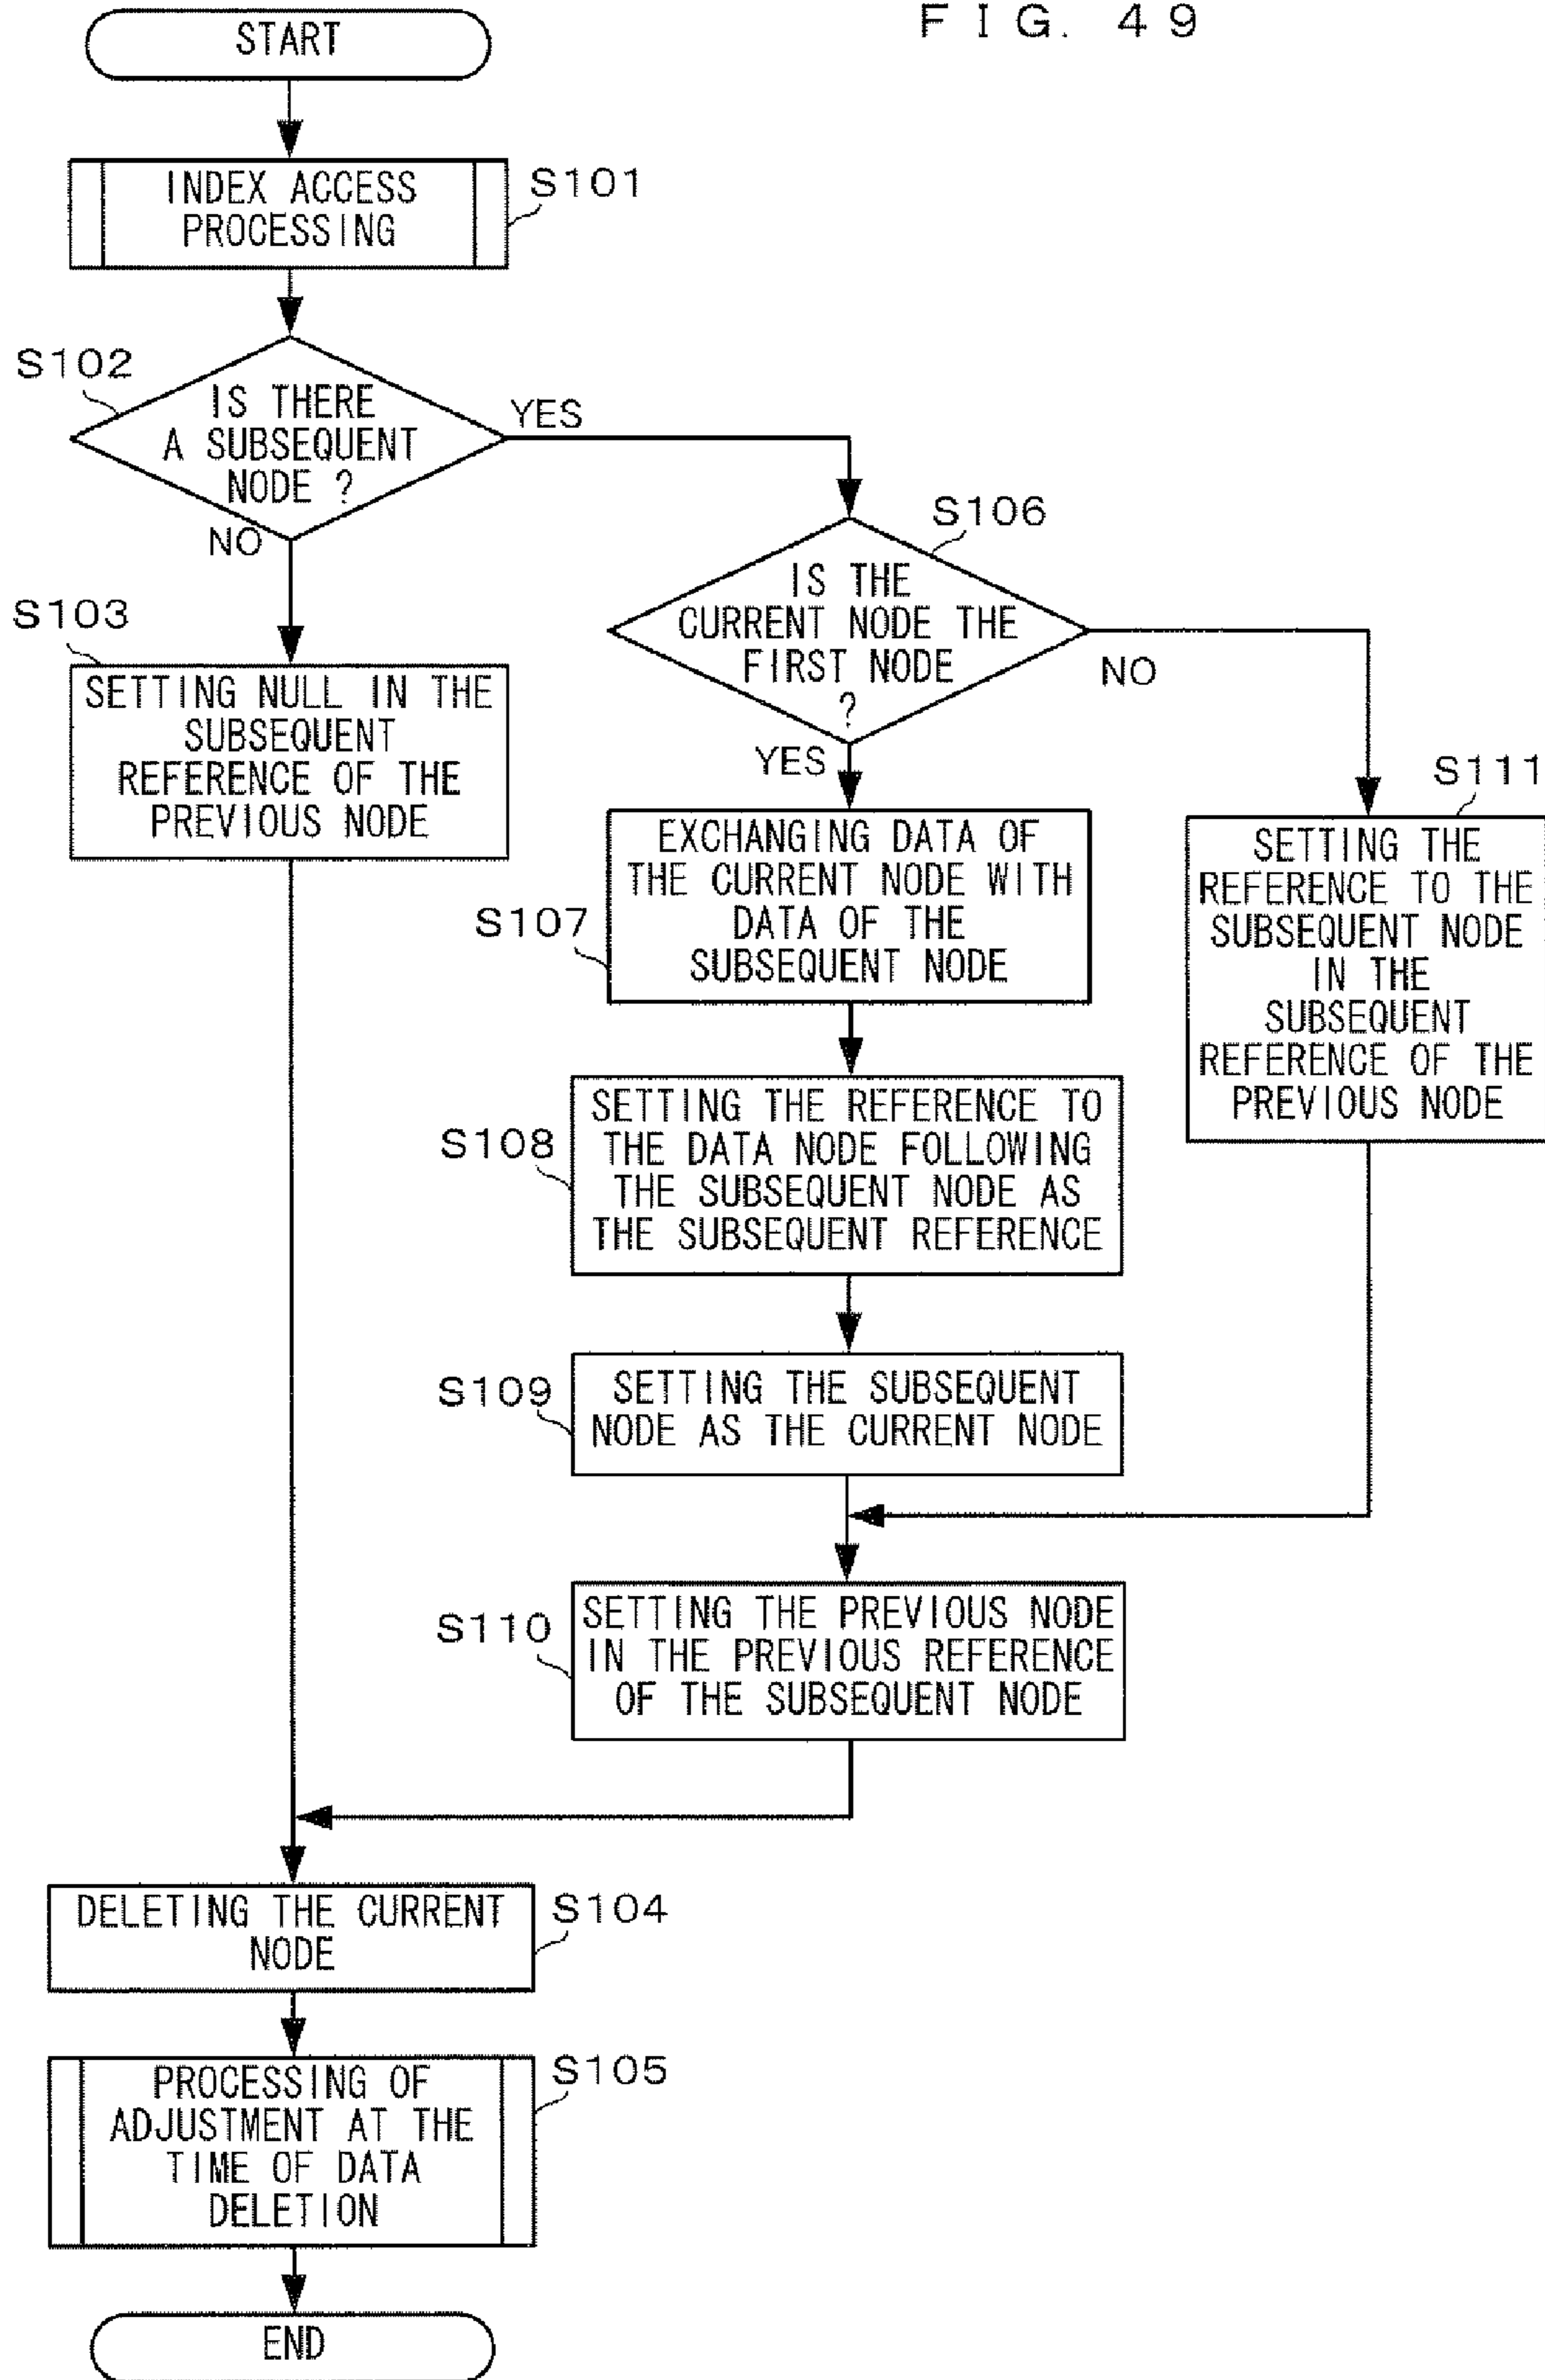 FIG. 49
START
INDEX ACCESS
PROCESSING
S101
S102
IS THERE
A SUBSEQUENT
NODE ?
YES
NO
S106
IS THE
CURRENT NODE THE
FIRST NODE
?
NO
YES
S103
SETTING NULL IN THE
SUBSEQUENT
REFERENCE OF THE
PREVIOUS NODE
S107
EXCHANGING DATA OF
THE CURRENT NODE WITH
DATA OF THE
SUBSEQUENT NODE
S111
SETTING THE
REFERENCE TO THE
SUBSEQUENT NODE
IN THE
SUBSEQUENT
REFERENCE OF THE
PREVIOUS NODE
S108
SETTING THE REFERENCE TO
THE DATA NODE FOLLOWING
THE SUBSEQUENT NODE AS
THE SUBSEQUENT REFERENCE
S109
SETTING THE SUBSEQUENT
NODE AS THE CURRENT NODE
S110
SETTING THE PREVIOUS NODE
IN THE PREVIOUS REFERENCE
OF THE SUBSEQUENT NODE
DELETING THE CURRENT
NODE
S104
PROCESSING OF
ADJUSTMENT AT THE
TIME OF DATA
DELETION
S105
END